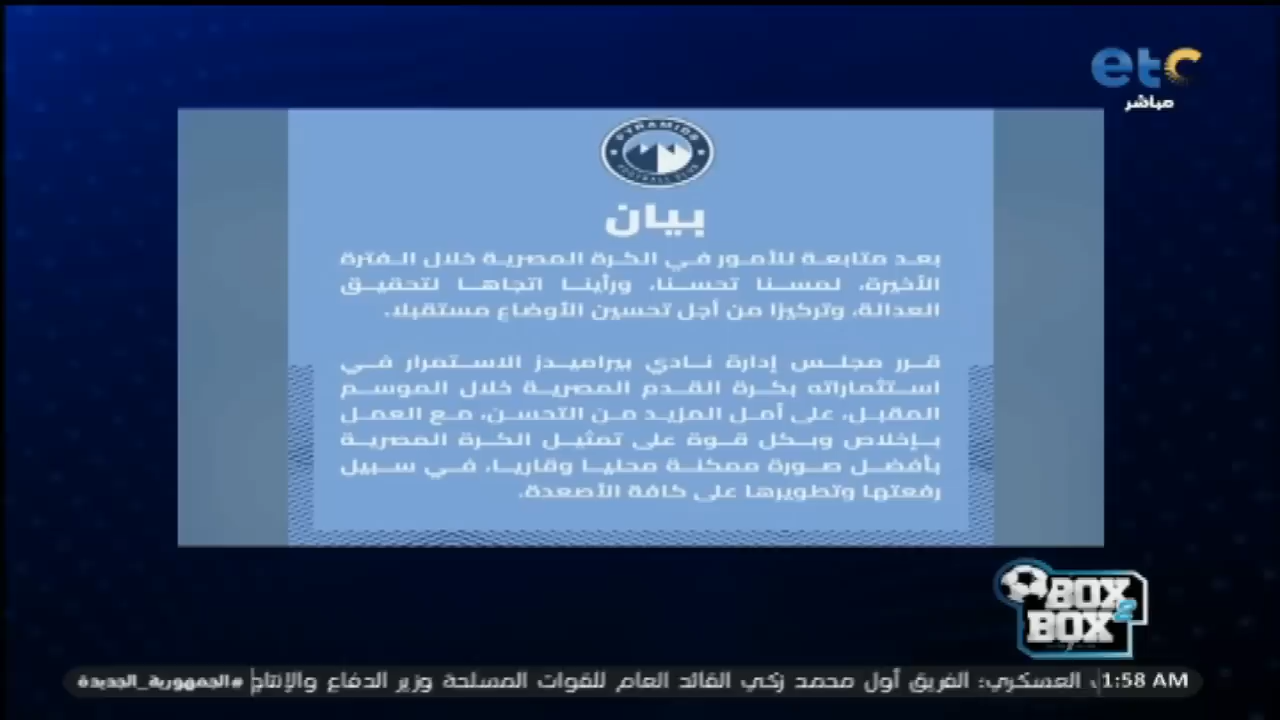 etc
مباشر
PYRAMIDS
FOOTBALL CLUB
بيان
بعد متابعة للأمور في الكرة المصرية خلال الفترة
الأخيرة، لمسنا تحسنا، ورأينا اتجاها لتحقيق
العدالة، وتركيزا من أجل تحسين الأوضاع مستقبلا.
قرر مجلس إدارة نادي بيراميدز الاستمرار في
استثماراته بكرة القدم المصرية خلال الموسم
المقبل، على أمل المزيد من التحسن، مع العمل
بإخلاص وبكل قوة على تمثيل الكرة المصرية
بأفضل صورة ممكنة محليا وقاريا، في سبيل
رفعتها وتطويرها على كافة الأصعدة.
BOX
2
BOX
1:58 AM
العسكري: الفريق أول محمد زكي القائد العام للقوات المسلحة وزير الدفاع والإنتاج
#الجمهورية_الجديدة